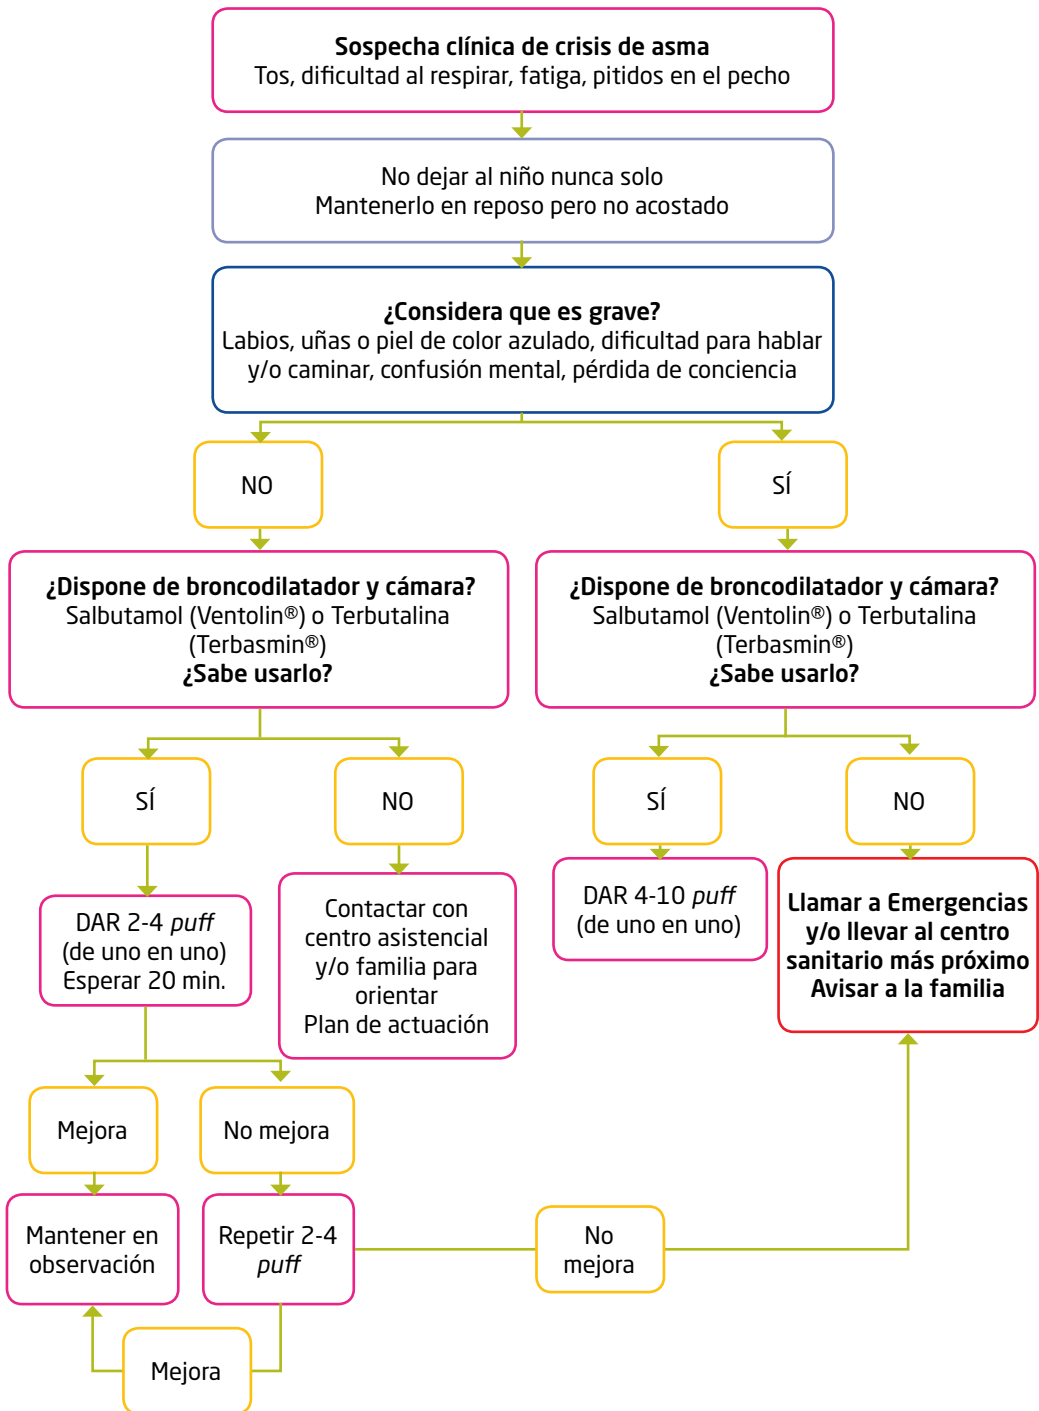 Sospecha clínica de crisis de asma
Tos, dificultad al respirar, fatiga, pitidos en el pecho
No dejar al niño nunca solo
Mantenerlo en reposo pero no acostado
¿Considera que es grave?
Labios, uñas o piel de color azulado, dificultad para hablar
y/o caminar, confusión mental, pérdida de conciencia
NO
SÍ
¿Dispone de broncodilatador y cámara?
Salbutamol (Ventolin®) o Terbutalina
(Terbasmin®)
¿Sabe usarlo?
¿Dispone de broncodilatador y cámara?
Salbutamol (Ventolin®) o Terbutalina
(Terbasmin®)
¿Sabe usarlo?
SÍ
NO
SÍ
NO
DAR 2-4 puff
(de uno en uno)
Esperar 20 min.
Contactar con
centro asistencial
y/o familia para
orientar
Plan de actuación
DAR 4-10 puff
(de uno en uno)
Llamar a Emergencias
y/o llevar al centro
sanitario más próximo
Avisar a la familia
Mejora
No mejora
Mantener en
observación
Repetir 2-4
puff
No
mejora
Mejora